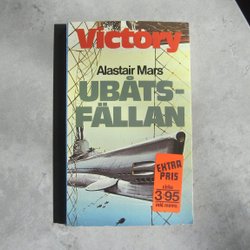 Victory
Alastair Mars
UBÅTS-
FÄLLAN
EXTRA
PRIS
3:95